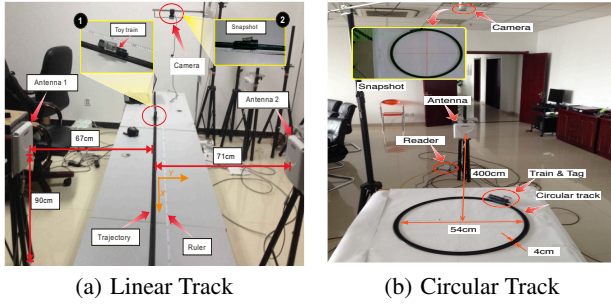 1
Toy train
Snapshot
2
Camera
Antenna 1
Antenna 2
67cm
71cm
90cm
Y
X
Trajectory
Ruler
(a) Linear Track
Camera
Snapshot
Antenna
Reader
400cm
Train & Tag
Circular track
54cm
4cm
(b) Circular Track